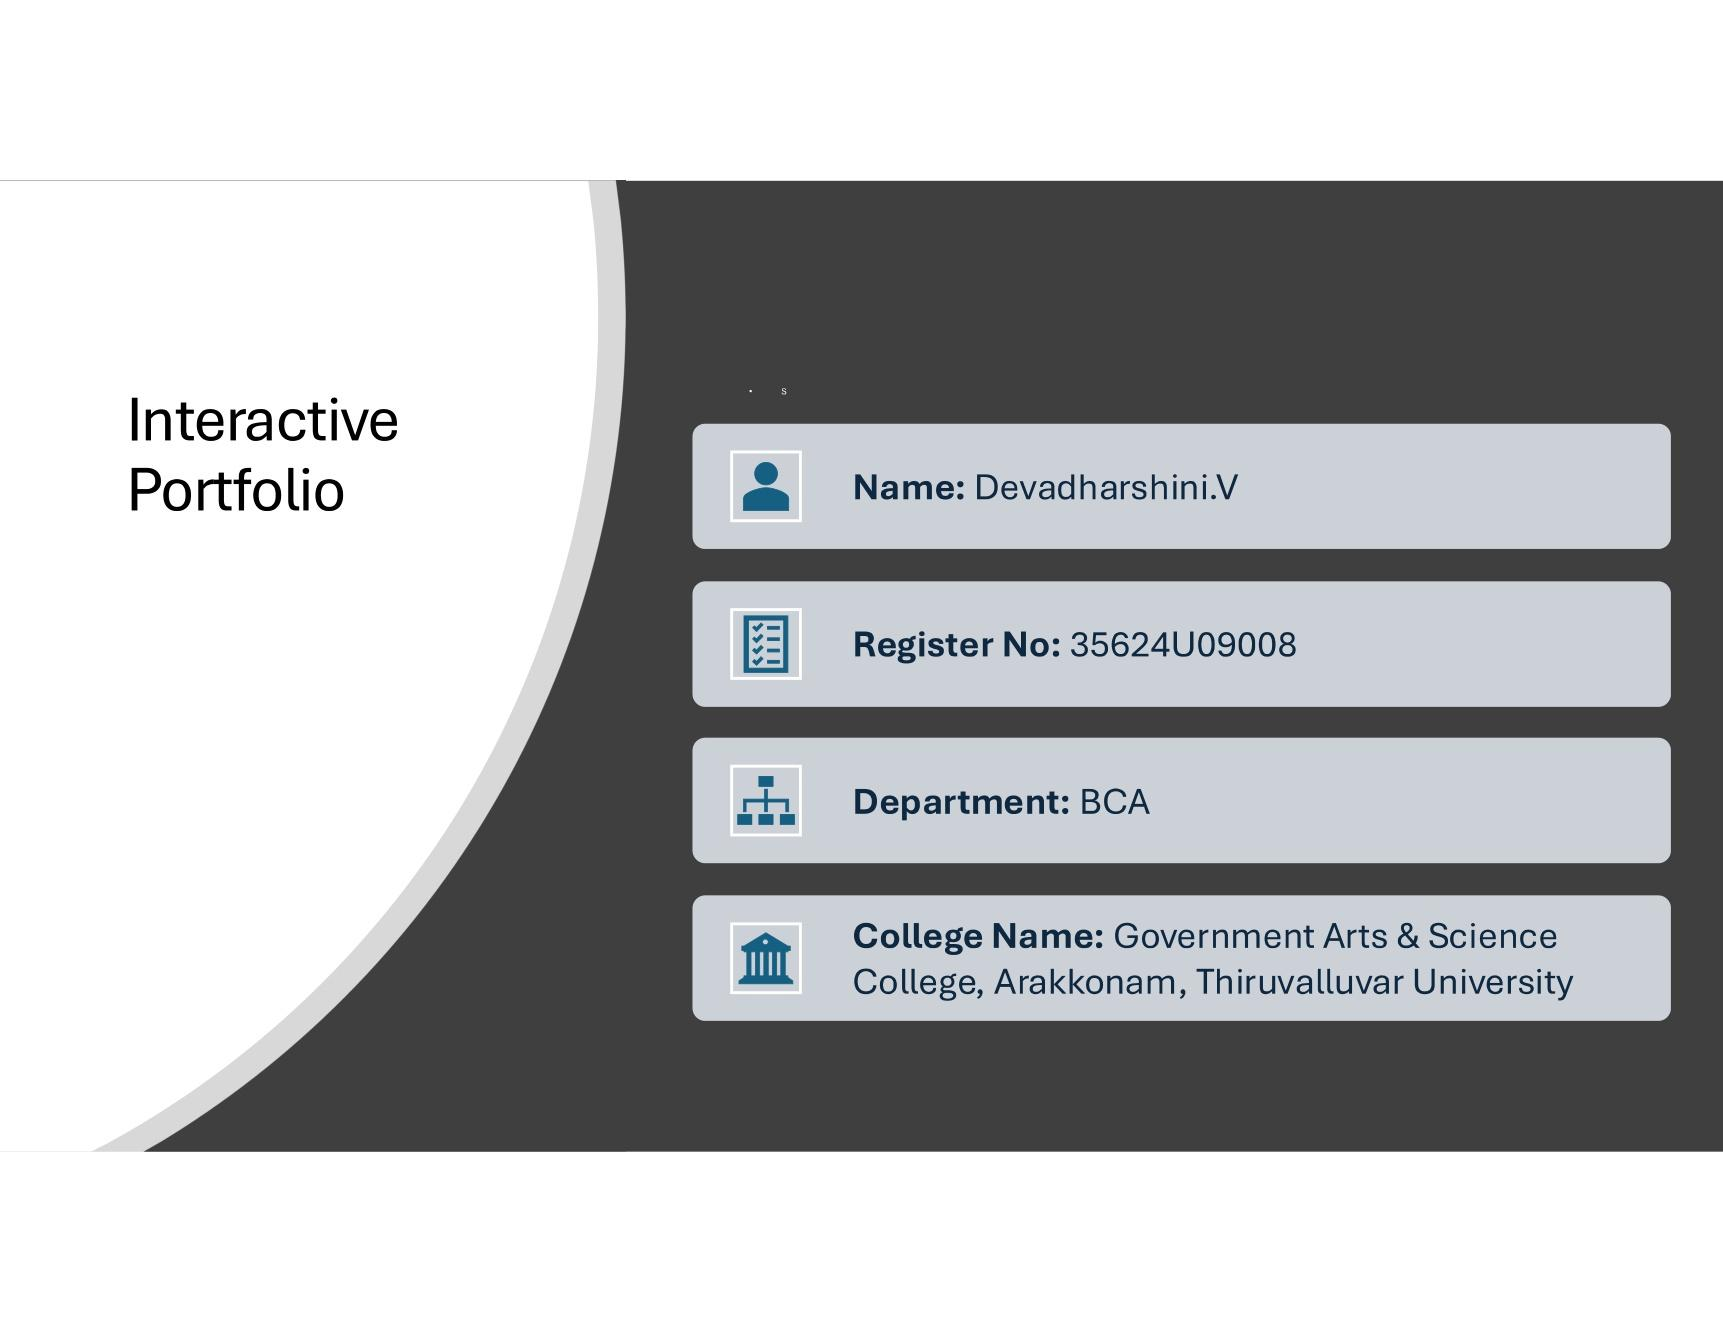 Interactive
Portfolio
• s
Name: Devadharshini.V
Register No: 35624U09008
Department: BCA
College Name: Government Arts & Science
College, Arakkonam, Thiruvalluvar University